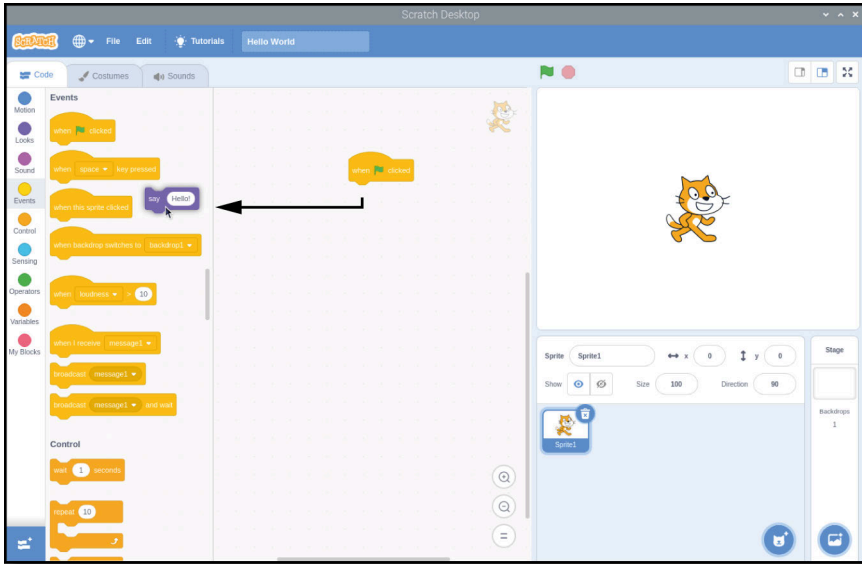 Scratch Desktop
SCRATCH File Edit Tutorials Hello World
Code Costumes Sounds
Motion
Looks
Sound
Events
Control
Sensing
Operators
Variables
My Blocks
Events
when clicked
when space key pressed
when this sprite clicked
say Hello!
when backdrop switches to backdrop1
when loudness > 10
when I receive message1
broadcast message1
broadcast message1 and wait
Control
wait 1 seconds
repeat 10
when clicked
Sprite Sprite1 x 0 y 0
Show Size 100 Direction 90
Sprite1
Stage
Backdrops
1